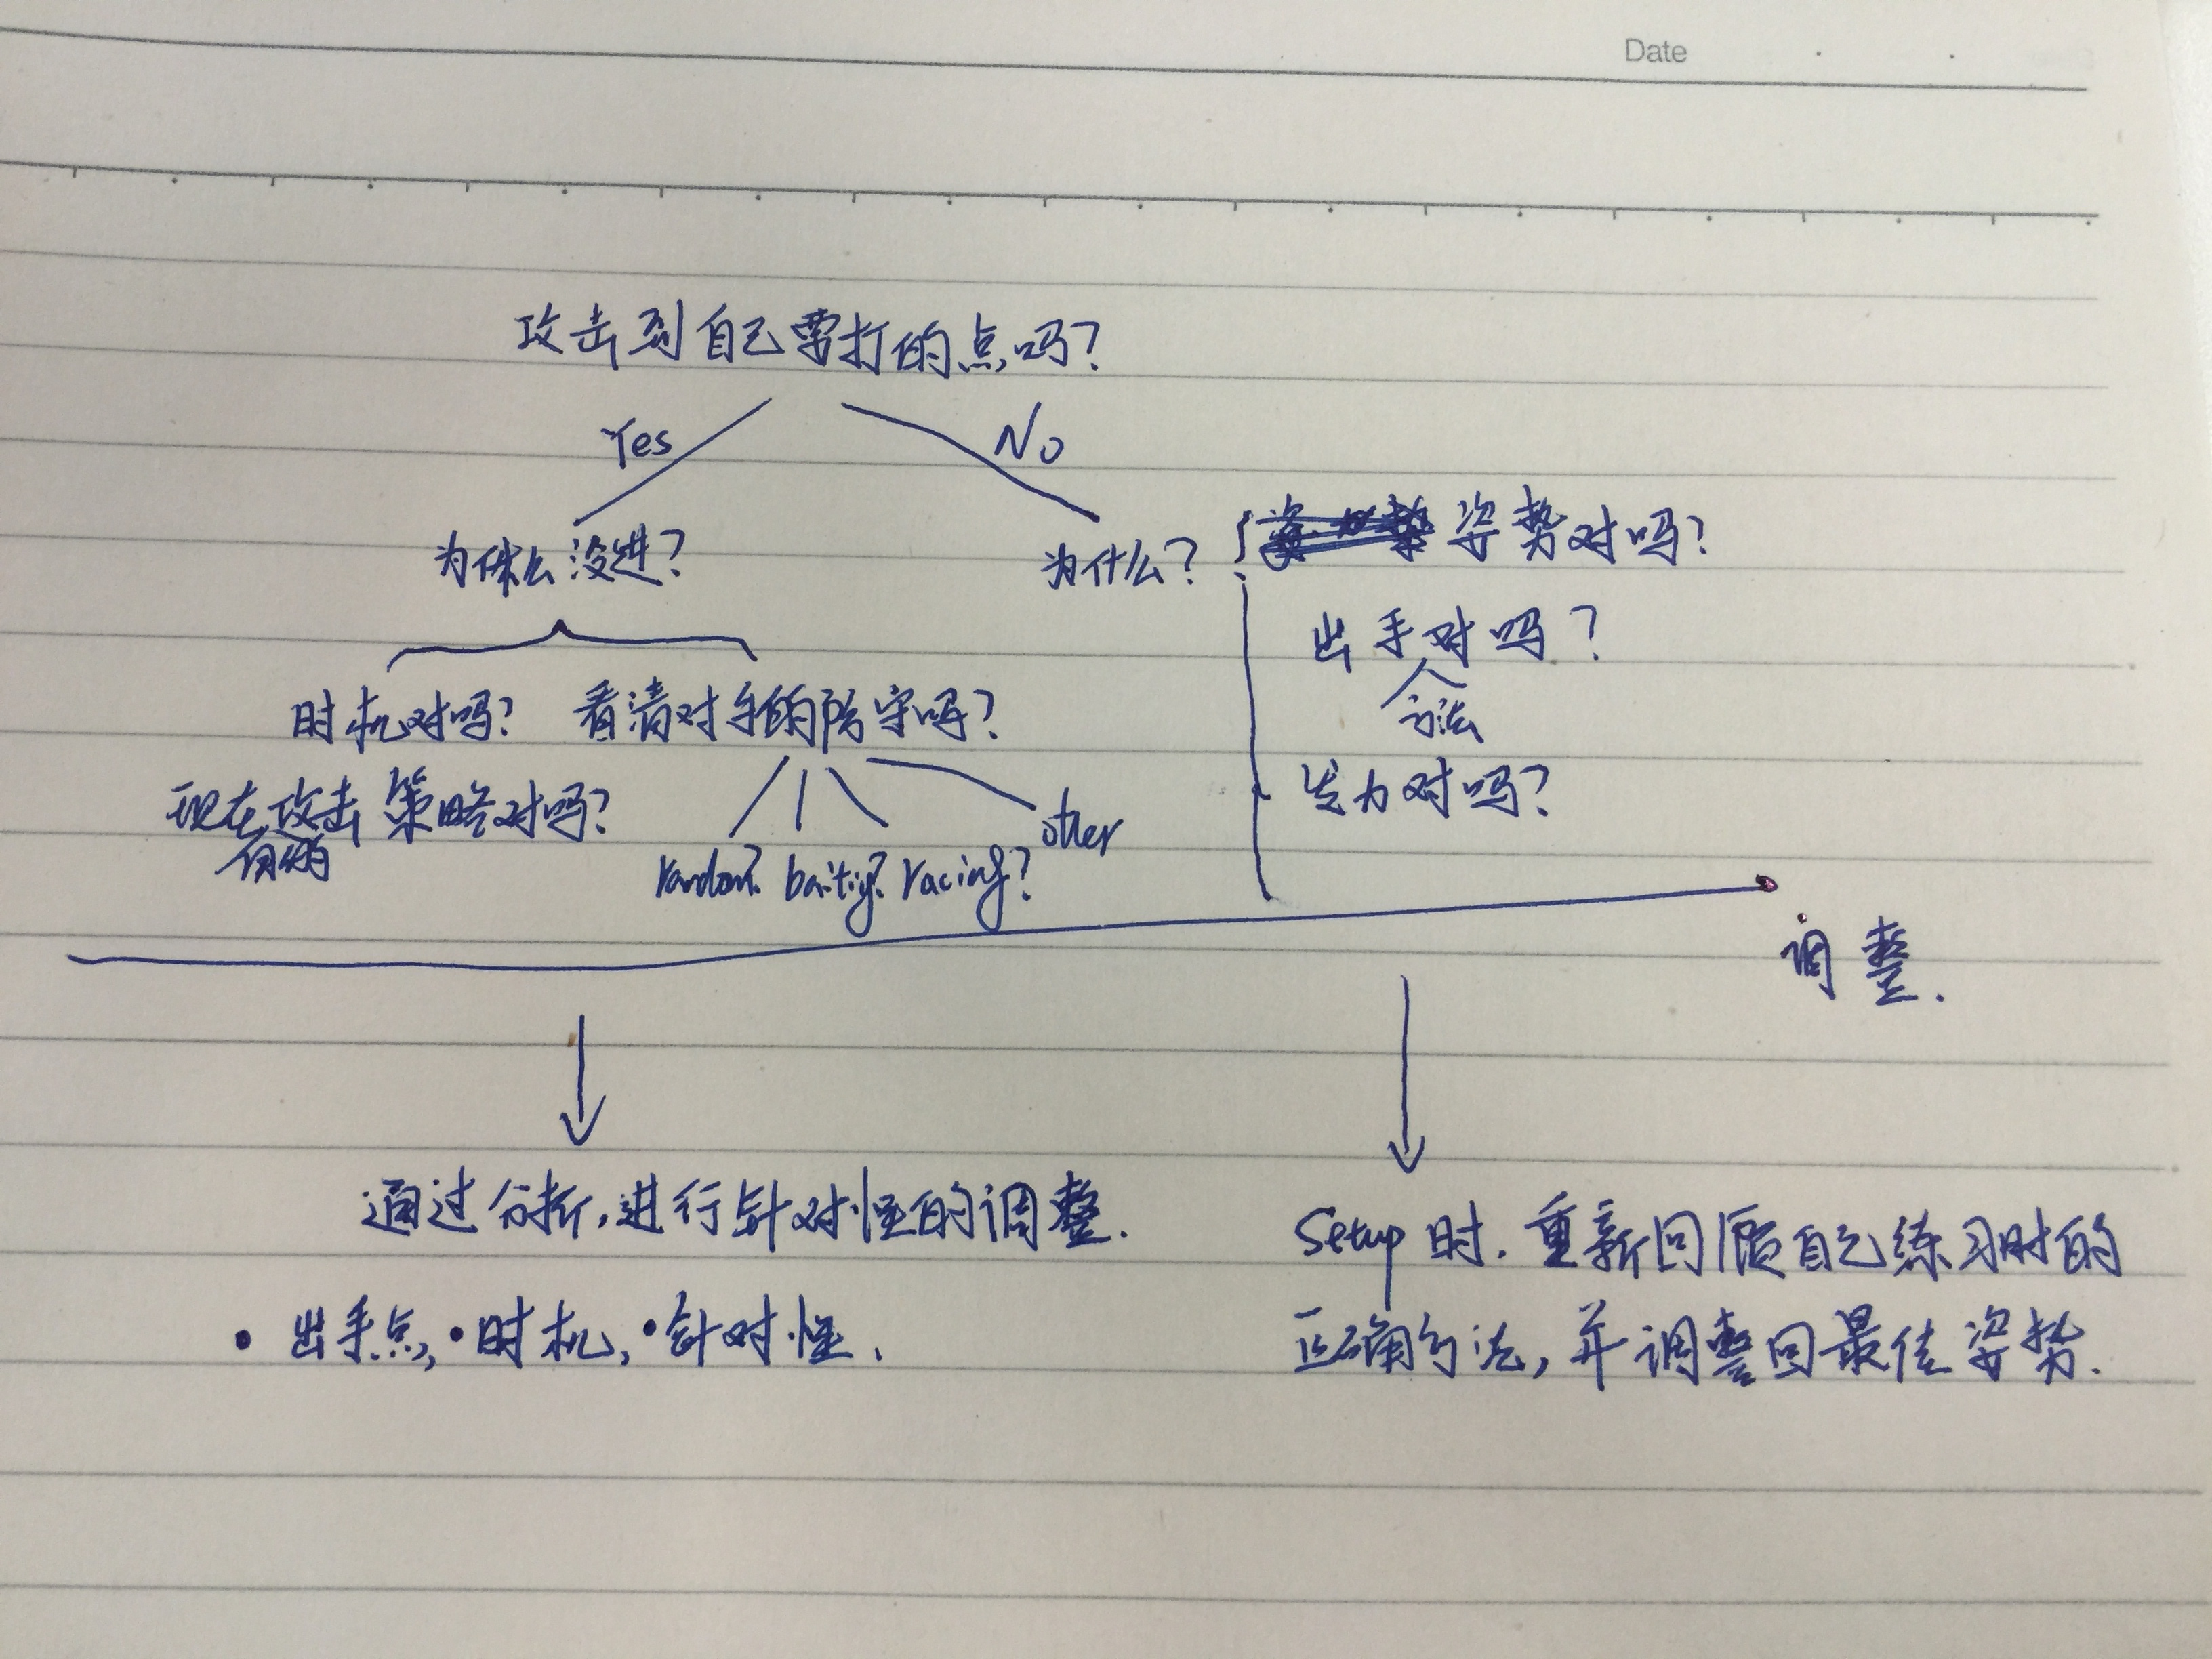 Date
攻击到自己要打的点吗?
Yes
No
为什么没进?
为什么?
姿势对吗?
出手对吗?
方法
时机对吗?
看清对手的防守吗?
发力对吗?
现在攻击策略对吗?
random? baiting? racing?
other
调整.
通过分析,进行针对性的调整.
• 出手点, • 时机, • 针对性.
Setup 时. 重新回顾自己练习时的
正确方法, 并调整回最佳姿势.